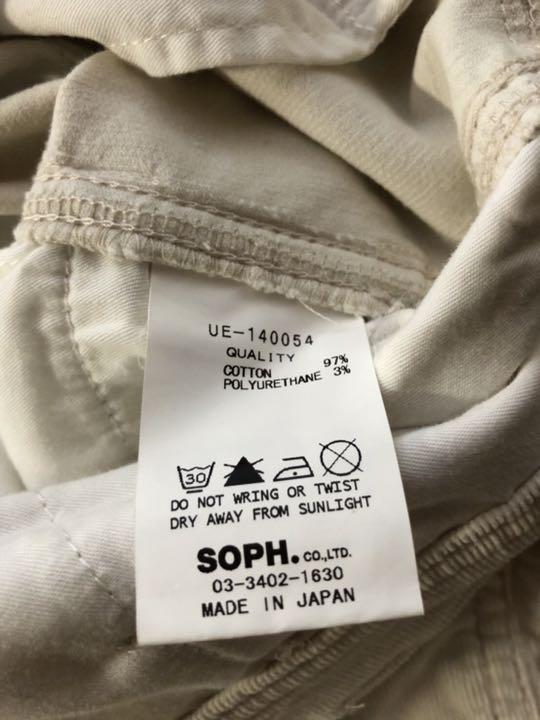 UE-140054
QUALITY
COTTON 97%
POLYURETHANE 3%
30
DO NOT WRING OR TWIST
DRY AWAY FROM SUNLIGHT
SOPH. CO.,LTD.
03-3402-1630
MADE IN JAPAN